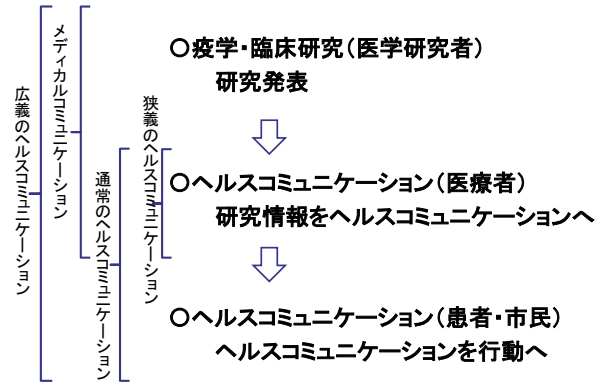 広義のヘルスコミュニケーション
メディカルコミュニケーション
通常のヘルスコミュニケーション
狭義のヘルスコミュニケーション
〇疫学・臨床研究(医学研究者)
研究発表
〇ヘルスコミュニケーション(医療者)
研究情報をヘルスコミュニケーションへ
〇ヘルスコミュニケーション(患者・市民)
ヘルスコミュニケーションを行動へ